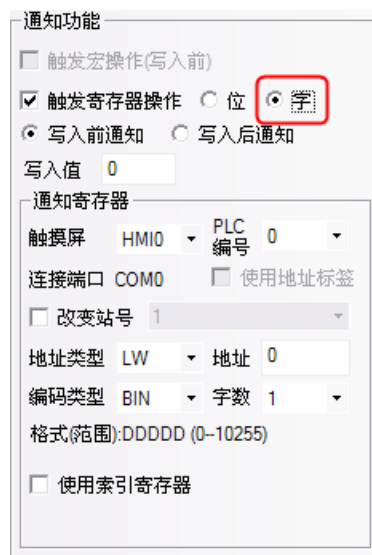 通知功能
触发宏操作(写入前)
触发寄存器操作 位 字
写入前通知 写入后通知
写入值 0
通知寄存器
触摸屏 HMI0 PLC编号 0
连接端口 COM0 使用地址标签
改变站号 1
地址类型 LW 地址 0
编码类型 BIN 字数 1
格式(范围):DDDDD (0--10255)
使用索引寄存器